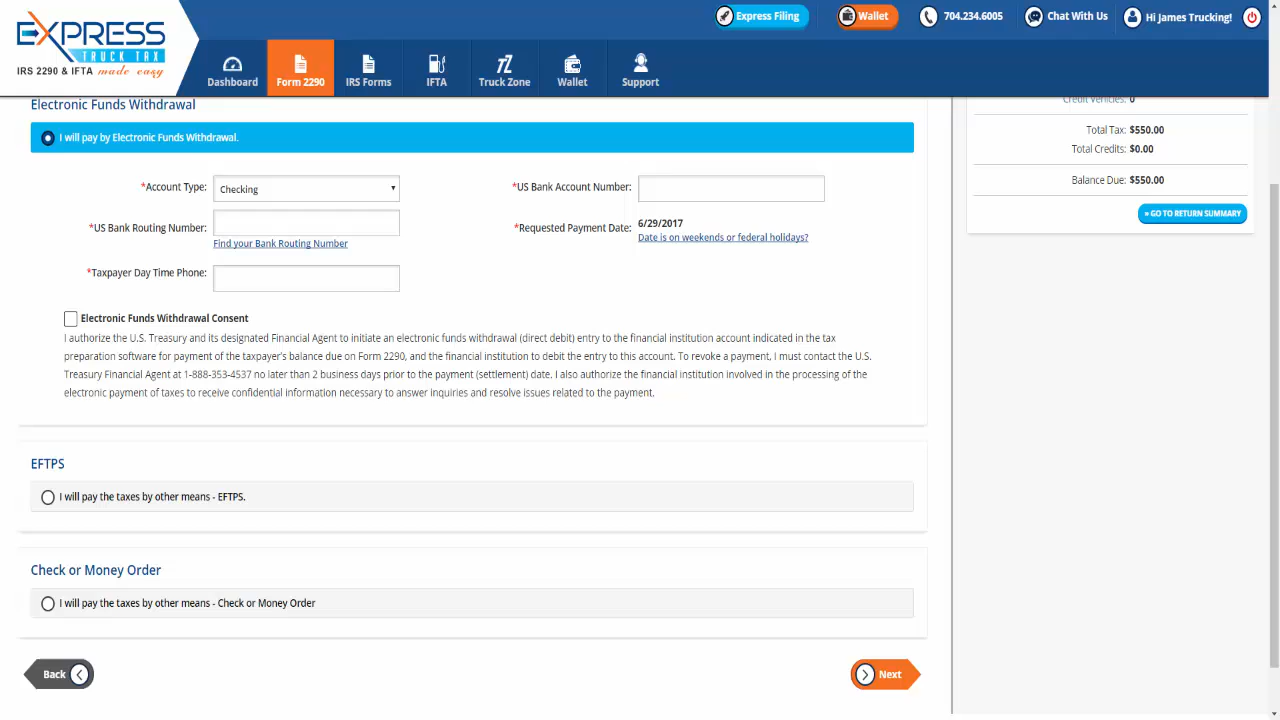 EXPRESS
TRUCK TAX
IRS 2290 & IFTA made easy
Express Filing
Wallet
704.234.6005
Chat With Us
Hi James Trucking!
Dashboard
Form 2290
IRS Forms
IFTA
Truck Zone
Wallet
Support
Electronic Funds Withdrawal
I will pay by Electronic Funds Withdrawal.
*Account Type: Checking
*US Bank Account Number:
*US Bank Routing Number:
Find your Bank Routing Number
*Requested Payment Date: 6/29/2017
Date is on weekends or federal holidays?
*Taxpayer Day Time Phone:
Electronic Funds Withdrawal Consent
I authorize the U.S. Treasury and its designated Financial Agent to initiate an electronic funds withdrawal (direct debit) entry to the financial institution account indicated in the tax
preparation software for payment of the taxpayer's balance due on Form 2290, and the financial institution to debit the entry to this account. To revoke a payment, I must contact the U.S.
Treasury Financial Agent at 1-888-353-4537 no later than 2 business days prior to the payment (settlement) date. I also authorize the financial institution involved in the processing of the
electronic payment of taxes to receive confidential information necessary to answer inquiries and resolve issues related to the payment.
EFTPS
I will pay the taxes by other means - EFTPS.
Check or Money Order
I will pay the taxes by other means - Check or Money Order
Back
Next
Credit Vehicles: 0
Total Tax: $550.00
Total Credits: $0.00
Balance Due: $550.00
» GO TO RETURN SUMMARY